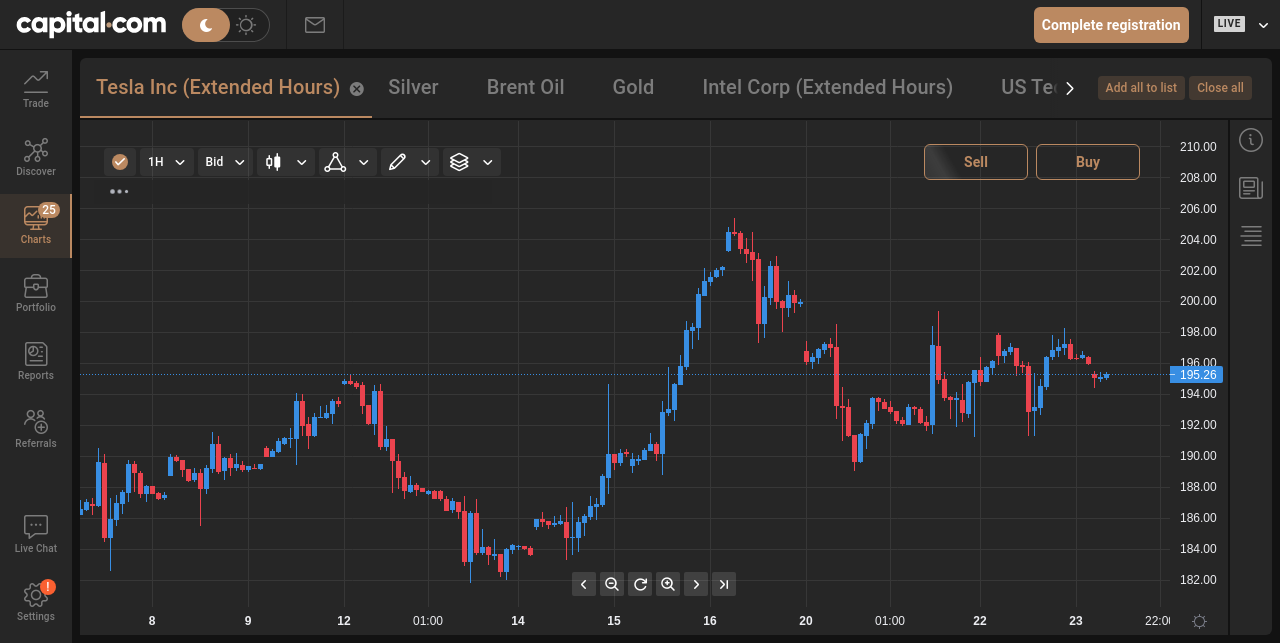 capital.com
Complete registration
LIVE
Trade
Discover
25
Charts
Portfolio
Reports
Referrals
Live Chat
!
Settings
Tesla Inc (Extended Hours)
Silver
Brent Oil
Gold
Intel Corp (Extended Hours)
US Te
Add all to list
Close all
1H
Bid
Sell
Buy
210.00
208.00
206.00
204.00
202.00
200.00
198.00
196.00
195.26
194.00
192.00
190.00
188.00
186.00
184.00
182.00
8
9
12
01:00
14
15
16
20
01:00
22
23
22:00